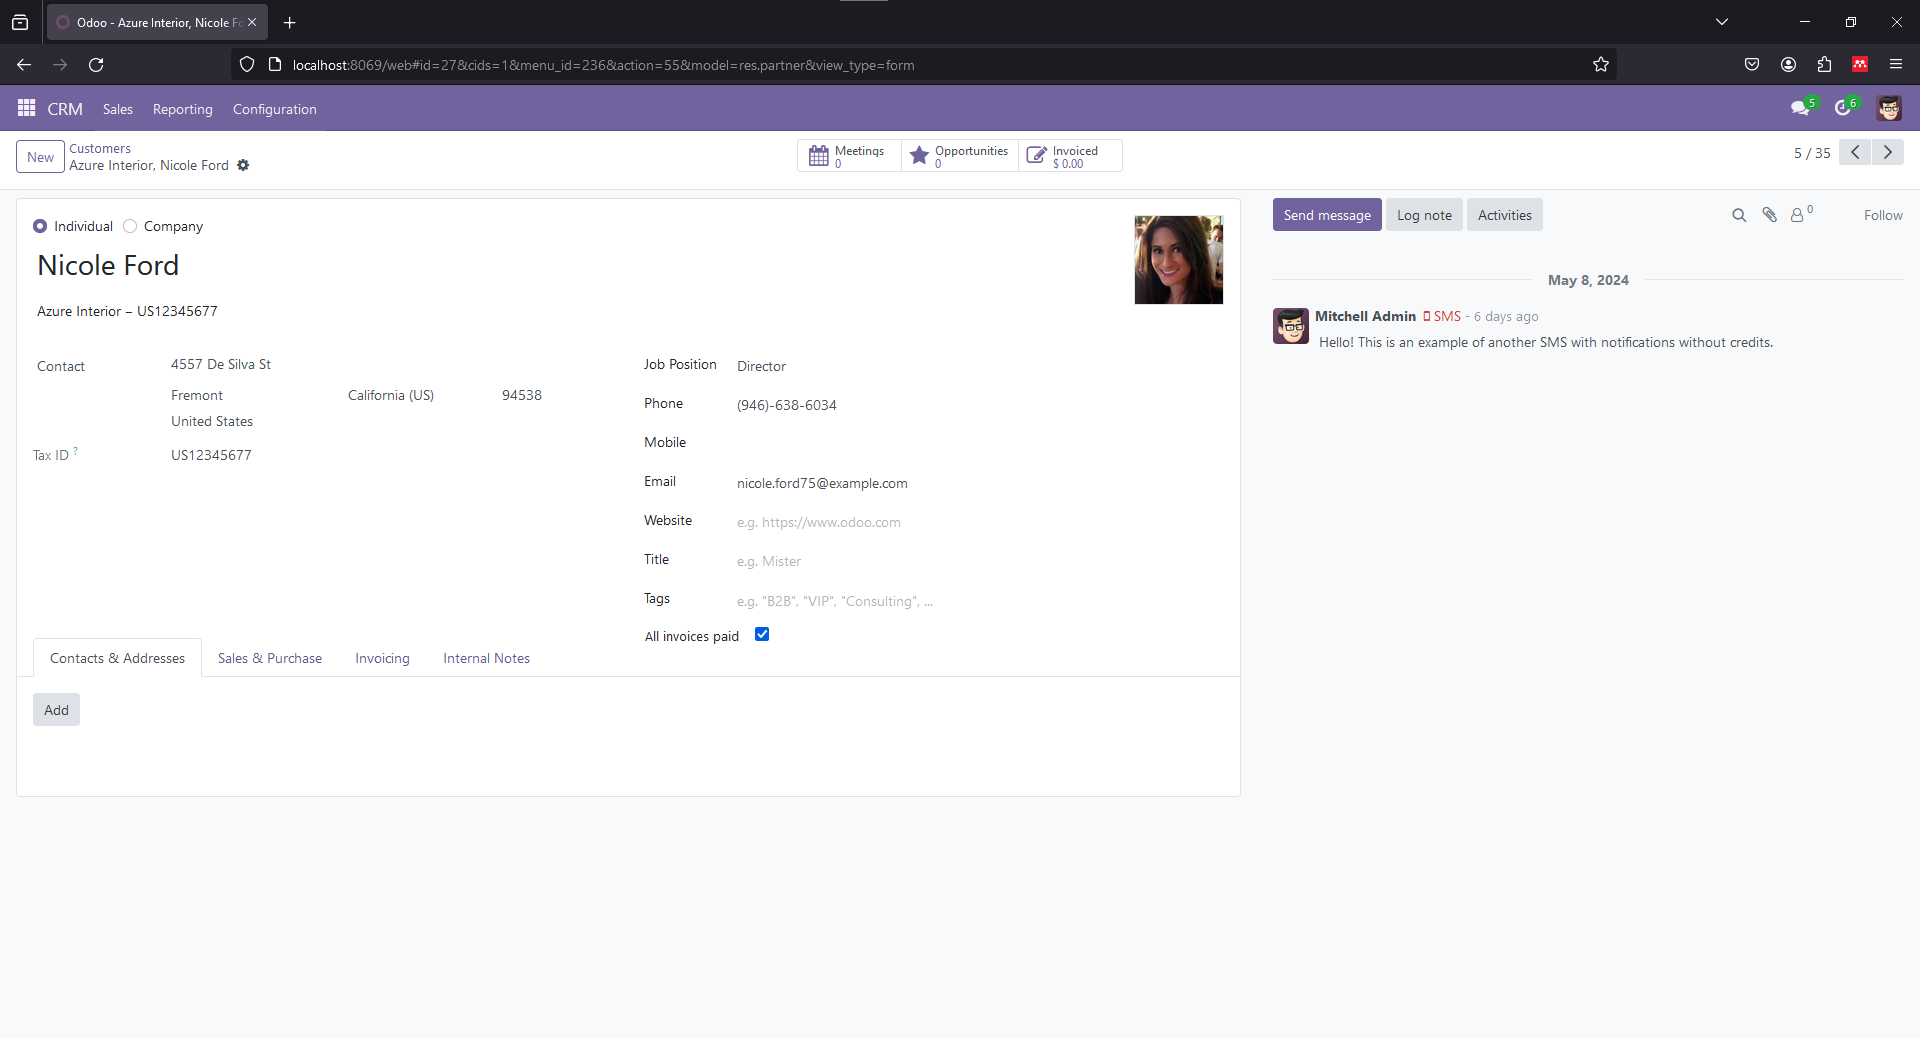 Odoo - Azure Interior, Nicole Fo
localhost:8069/web#id=27&cids=1&menu_id=236&action=55&model=res.partner&view_type=form
CRM Sales Reporting Configuration 5 6
New Customers
Azure Interior, Nicole Ford
Meetings 0
Opportunities 0
Invoiced $ 0.00
5 / 35
Individual Company
Nicole Ford
Azure Interior – US12345677
Contact 4557 De Silva St
Fremont California (US) 94538
United States
Tax ID ? US12345677
Job Position Director
Phone (946)-638-6034
Mobile
Email nicole.ford75@example.com
Website e.g. https://www.odoo.com
Title e.g. Mister
Tags e.g. "B2B", "VIP", "Consulting", ...
All invoices paid
Contacts & Addresses Sales & Purchase Invoicing Internal Notes
Add
Send message Log note Activities 0 Follow
May 8, 2024
Mitchell Admin SMS - 6 days ago
Hello! This is an example of another SMS with notifications without credits.